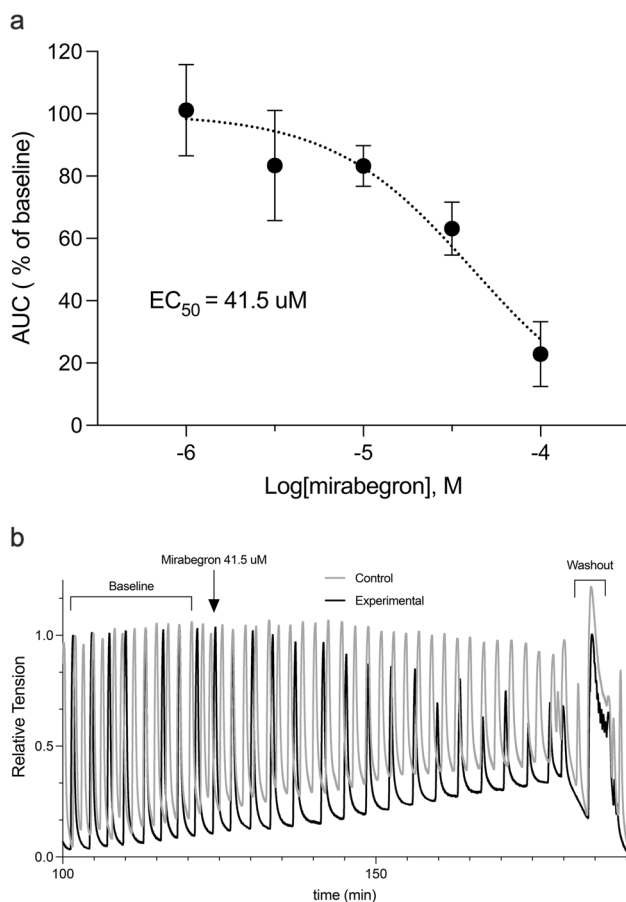 a
120
100
80
60
40
20
0
AUC ( % of baseline)
EC50 = 41.5 uM
-6
-5
-4
Log[mirabegron], M
b
Mirabegron 41.5 uM
Baseline
Control
Experimental
Washout
1.0
0.5
0.0
Relative Tension
100
150
time (min)